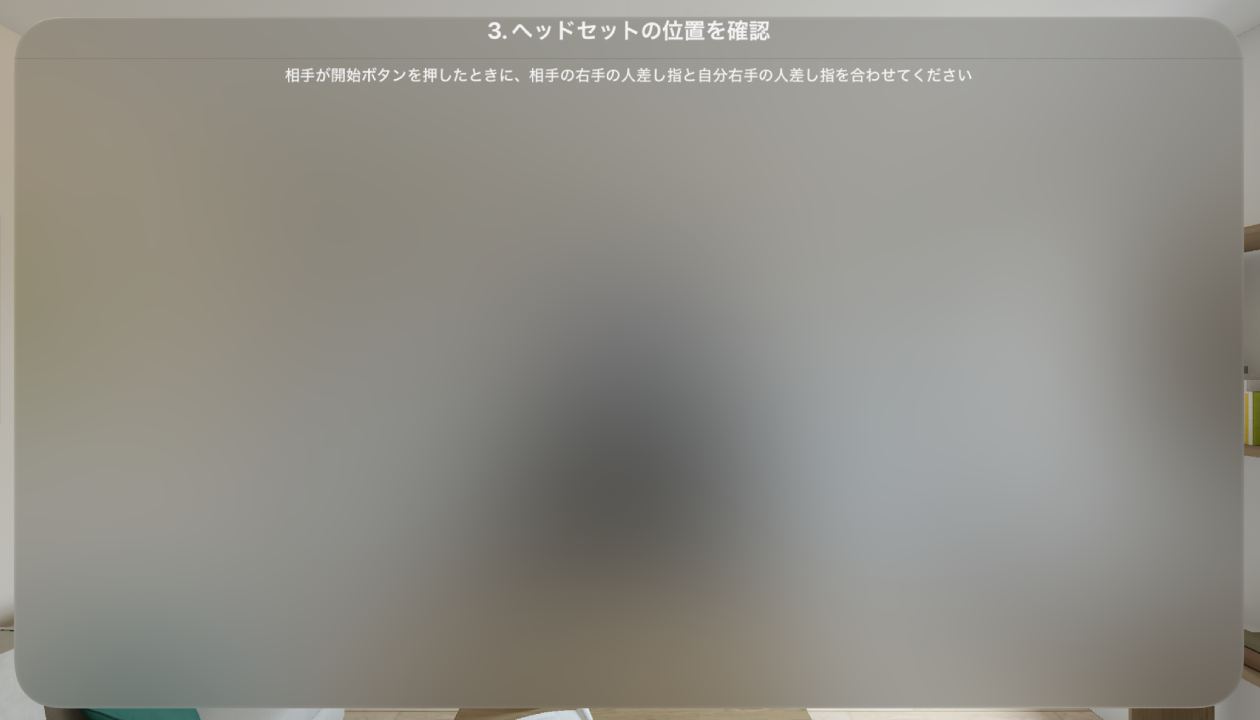 3. ヘッドセットの位置を確認
相手が開始ボタンを押したときに、相手の右手の人差し指と自分右手の人差し指を合わせてください